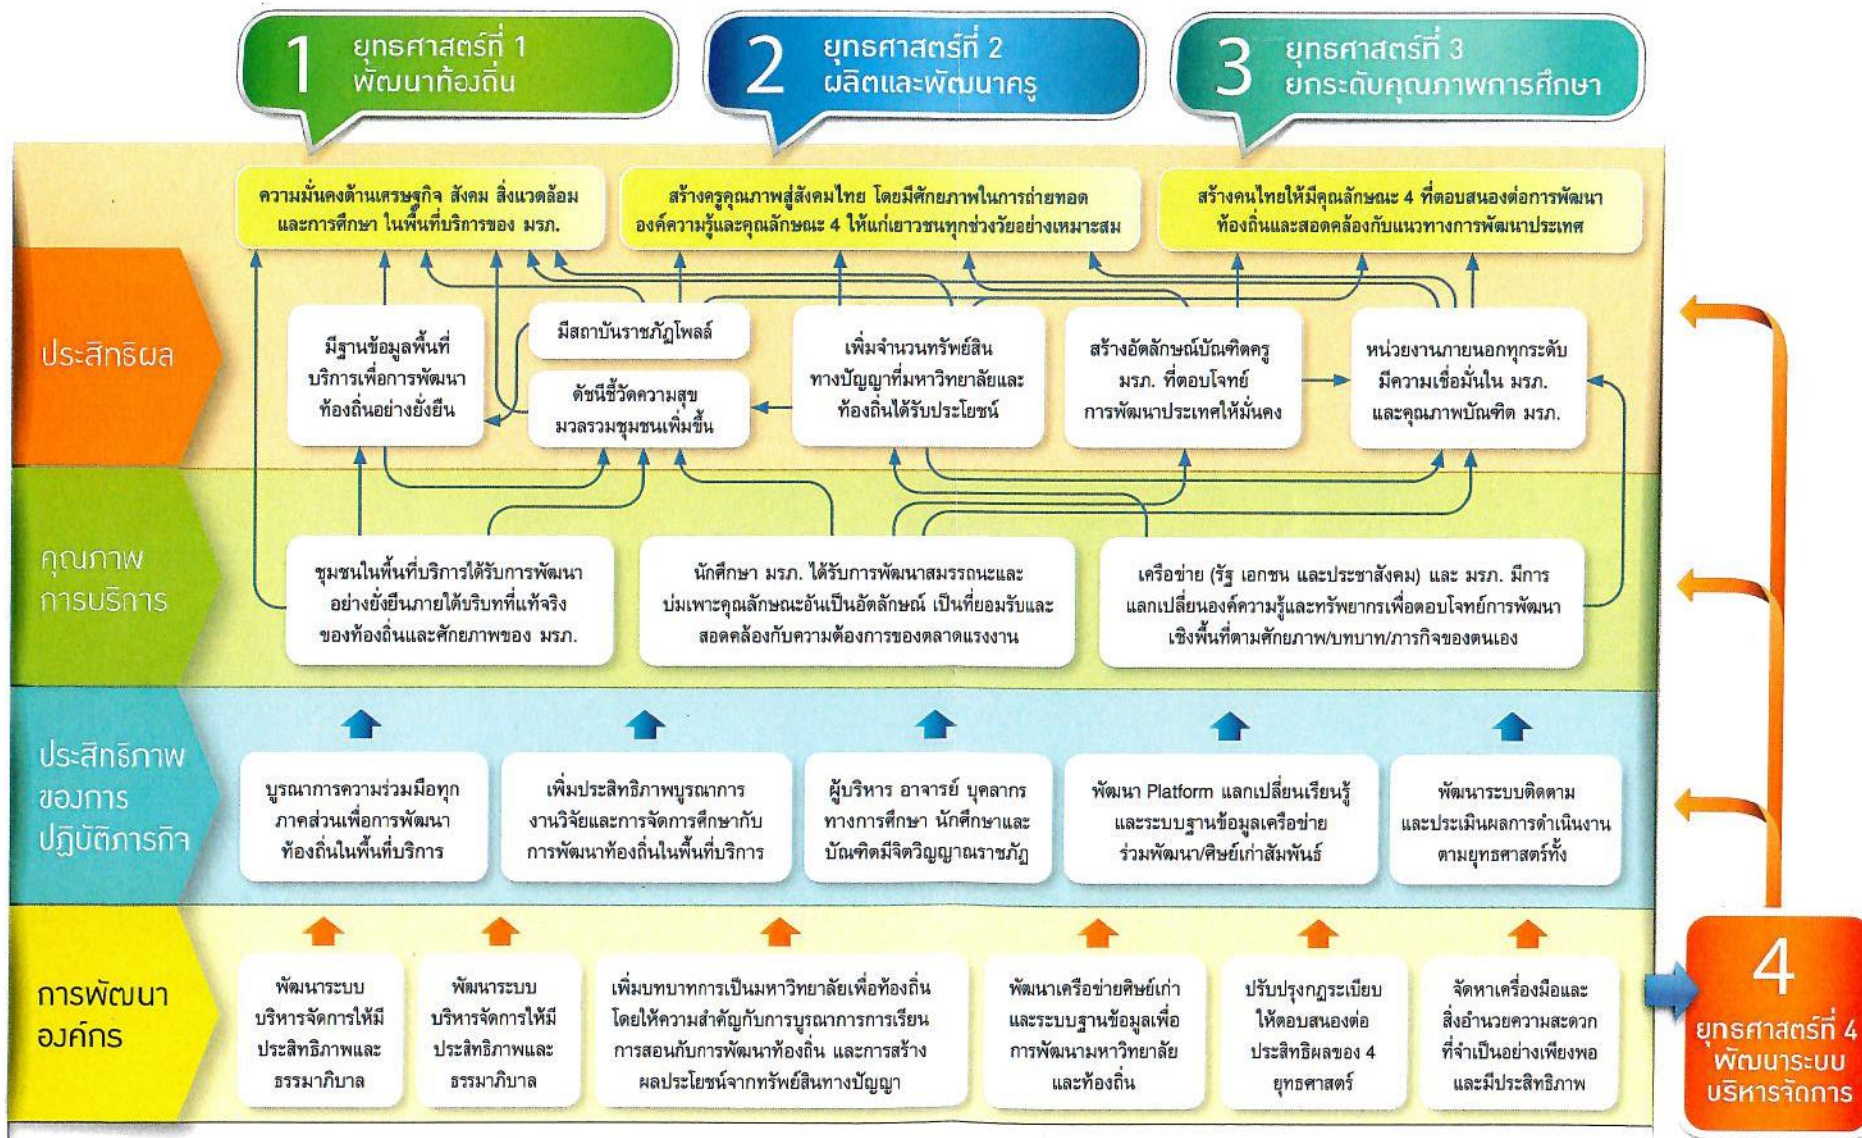 1
ยุทธศาสตร์ที่ 1
พัฒนาท้องถิ่น
2
ยุทธศาสตร์ที่ 2
ผลิตและพัฒนาครู
3
ยุทธศาสตร์ที่ 3
ยกระดับคุณภาพการศึกษา
ความมั่นคงด้านเศรษฐกิจ สังคม สิ่งแวดล้อม
และการศึกษา ในพื้นที่บริการของ มรภ.
สร้างครูคุณภาพสู่สังคมไทย โดยมีศักยภาพในการถ่ายทอด
องค์ความรู้และคุณลักษณะ 4 ให้แก่เยาวชนทุกช่วงวัยอย่างเหมาะสม
สร้างคนไทยให้มีคุณลักษณะ 4 ที่ตอบสนองต่อการพัฒนา
ท้องถิ่นและสอดคล้องกับแนวทางการพัฒนาประเทศ
ประสิทธิผล
มีฐานข้อมูลพื้นที่
บริการเพื่อการพัฒนา
ท้องถิ่นอย่างยั่งยืน
มีสถาบันราชภัฏโพลล์
ดัชนีชี้วัดความสุข
มวลรวมชุมชนเพิ่มขึ้น
เพิ่มจำนวนทรัพย์สิน
ทางปัญญาที่มหาวิทยาลัยและ
ท้องถิ่นได้รับประโยชน์
สร้างอัตลักษณ์บัณฑิตครู
มรภ. ที่ตอบโจทย์
การพัฒนาประเทศให้มั่นคง
หน่วยงานภายนอกทุกระดับ
มีความเชื่อมั่นใน มรภ.
และคุณภาพบัณฑิต มรภ.
คุณภาพ
การบริการ
ชุมชนในพื้นที่บริการได้รับการพัฒนา
อย่างยั่งยืนภายใต้บริบทที่แท้จริง
ของท้องถิ่นและศักยภาพของ มรภ.
นักศึกษา มรภ. ได้รับการพัฒนาสมรรถนะและ
บ่มเพาะคุณลักษณะอันเป็นอัตลักษณ์ เป็นที่ยอมรับและ
สอดคล้องกับความต้องการของตลาดแรงงาน
เครือข่าย (รัฐ เอกชน และประชาสังคม) และ มรภ. มีการ
แลกเปลี่ยนองค์ความรู้และทรัพยากรเพื่อตอบโจทย์การพัฒนา
เชิงพื้นที่ตามศักยภาพ/บทบาท/ภารกิจของตนเอง
ประสิทธิภาพ
ของการ
ปฏิบัติภารกิจ
บูรณาการความร่วมมือทุก
ภาคส่วนเพื่อการพัฒนา
ท้องถิ่นในพื้นที่บริการ
เพิ่มประสิทธิภาพบูรณาการ
งานวิจัยและการจัดการศึกษากับ
การพัฒนาท้องถิ่นในพื้นที่บริการ
ผู้บริหาร อาจารย์ บุคลากร
ทางการศึกษา นักศึกษาและ
บัณฑิตมีจิตวิญญาณราชภัฏ
พัฒนา Platform แลกเปลี่ยนเรียนรู้
และระบบฐานข้อมูลเครือข่าย
ร่วมพัฒนา/ศิษย์เก่าสัมพันธ์
พัฒนาระบบติดตาม
และประเมินผลการดำเนินงาน
ตามยุทธศาสตร์ทั้ง
การพัฒนา
องค์กร
พัฒนาระบบ
บริหารจัดการให้มี
ประสิทธิภาพและ
ธรรมาภิบาล
พัฒนาระบบ
บริหารจัดการให้มี
ประสิทธิภาพและ
ธรรมาภิบาล
เพิ่มบทบาทการเป็นมหาวิทยาลัยเพื่อท้องถิ่น
โดยให้ความสำคัญกับการบูรณาการการเรียน
การสอนกับการพัฒนาท้องถิ่น และการสร้าง
ผลประโยชน์จากทรัพย์สินทางปัญญา
พัฒนาเครือข่ายศิษย์เก่า
และระบบฐานข้อมูลเพื่อ
การพัฒนามหาวิทยาลัย
และท้องถิ่น
ปรับปรุงกฎระเบียบ
ให้ตอบสนองต่อ
ประสิทธิผลของ 4
ยุทธศาสตร์
จัดหาเครื่องมือและ
สิ่งอำนวยความสะดวก
ที่จำเป็นอย่างเพียงพอ
และมีประสิทธิภาพ
4
ยุทธศาสตร์ที่ 4
พัฒนาระบบ
บริหารจัดการ